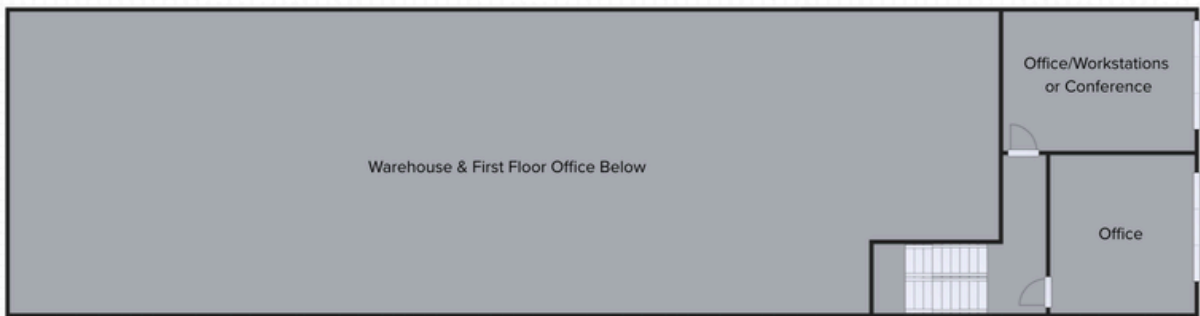 Office/Workstations
or Conference
Warehouse & First Floor Office Below
Office